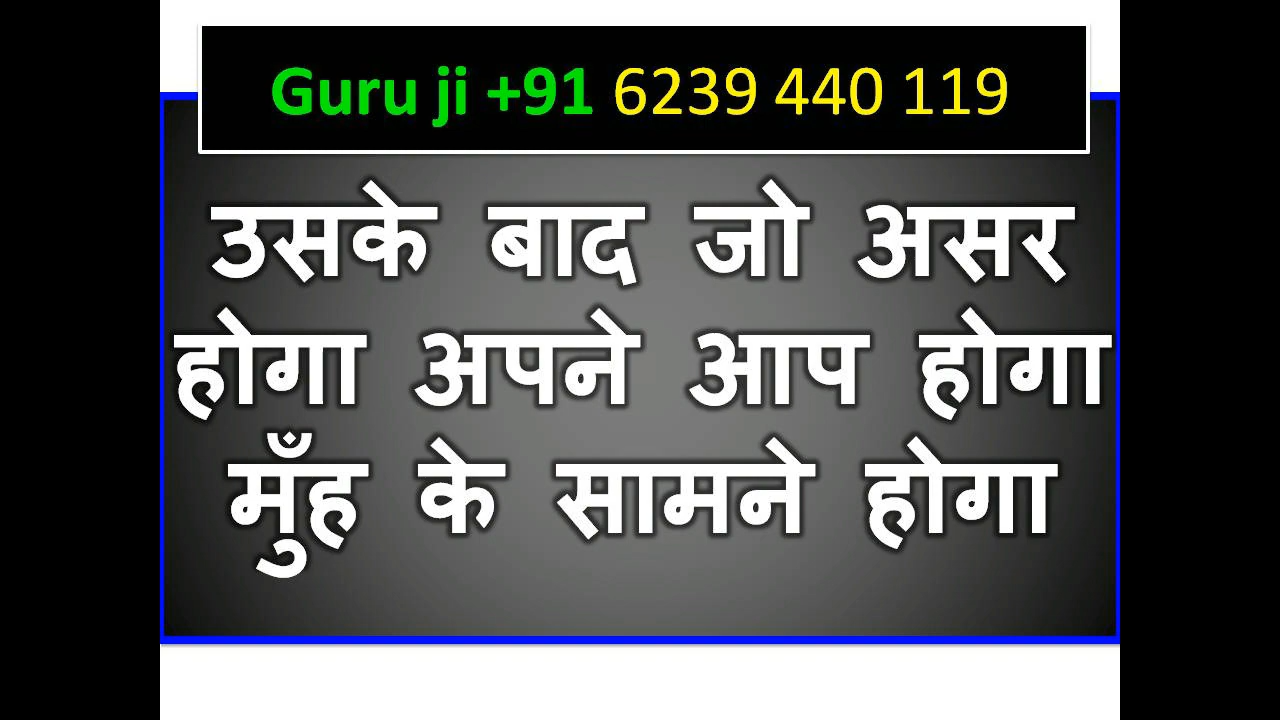 Guru ji +91 6239 440 119
उसके बाद जो असर
होगा अपने आप होगा
मुँह के सामने होगा